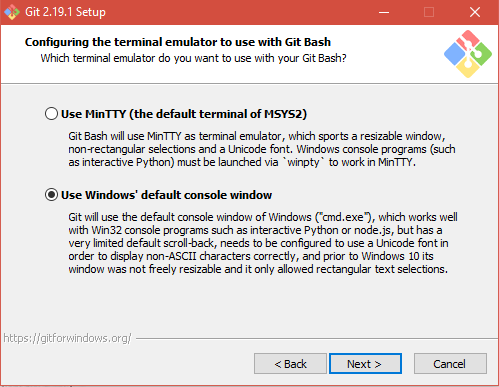 Git 2.19.1 Setup
Configuring the terminal emulator to use with Git Bash
Which terminal emulator do you want to use with your Git Bash?
Use MinTTY (the default terminal of MSYS2)
Git Bash will use MinTTY as terminal emulator, which sports a resizable window,
non-rectangular selections and a Unicode font. Windows console programs (such
as interactive Python) must be launched via `winpty` to work in MinTTY.
Use Windows' default console window
Git will use the default console window of Windows ("cmd.exe"), which works well
with Win32 console programs such as interactive Python or node.js, but has a
very limited default scroll-back, needs to be configured to use a Unicode font in
order to display non-ASCII characters correctly, and prior to Windows 10 its
window was not freely resizable and it only allowed rectangular text selections.
https://gitforwindows.org/
< Back
Next >
Cancel